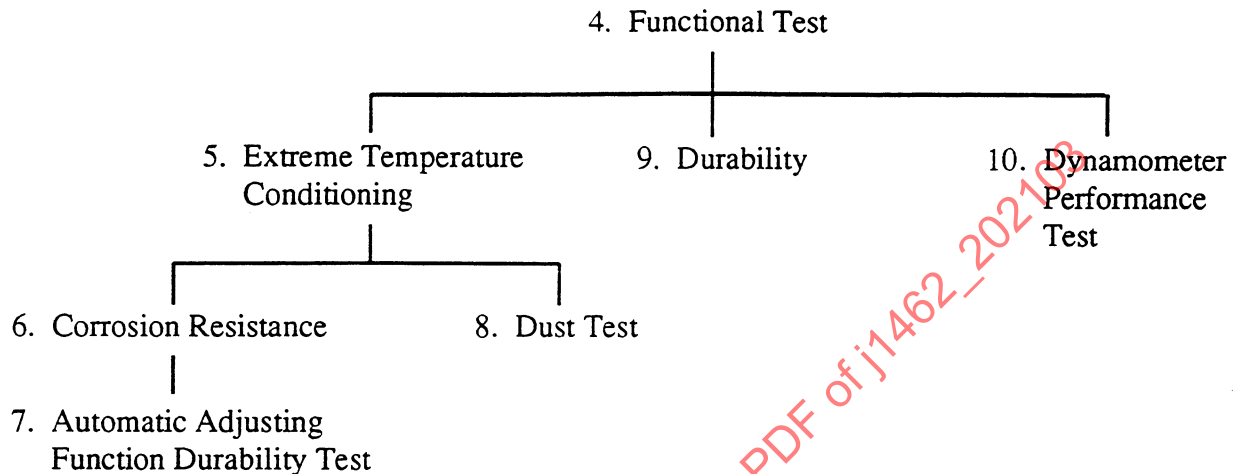 4. Functional Test
5. Extreme Temperature
Conditioning
9. Durability
10. Dynamometer
Performance
Test
6. Corrosion Resistance
8. Dust Test
7. Automatic Adjusting
Function Durability Test
PDF of j1462_202103